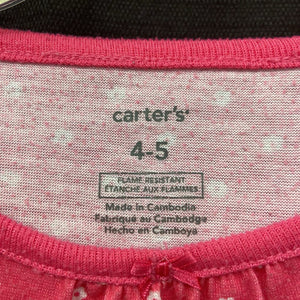 carter's
4-5
FLAME RESISTANT
ÉTANCHE AUX FLAMMES
Made in Cambodia
Fabriqué au Cambodge
Hecho en Camboya